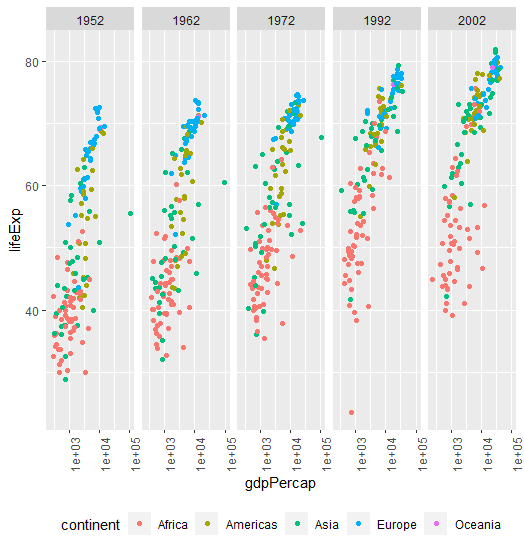 1952 1962 1972 1992 2002
80
60
40
lifeExp
1e+03 1e+04 1e+05 1e+03 1e+04 1e+05 1e+03 1e+04 1e+05 1e+03 1e+04 1e+05 1e+03 1e+04 1e+05
gdpPercap
continent Africa Americas Asia Europe Oceania